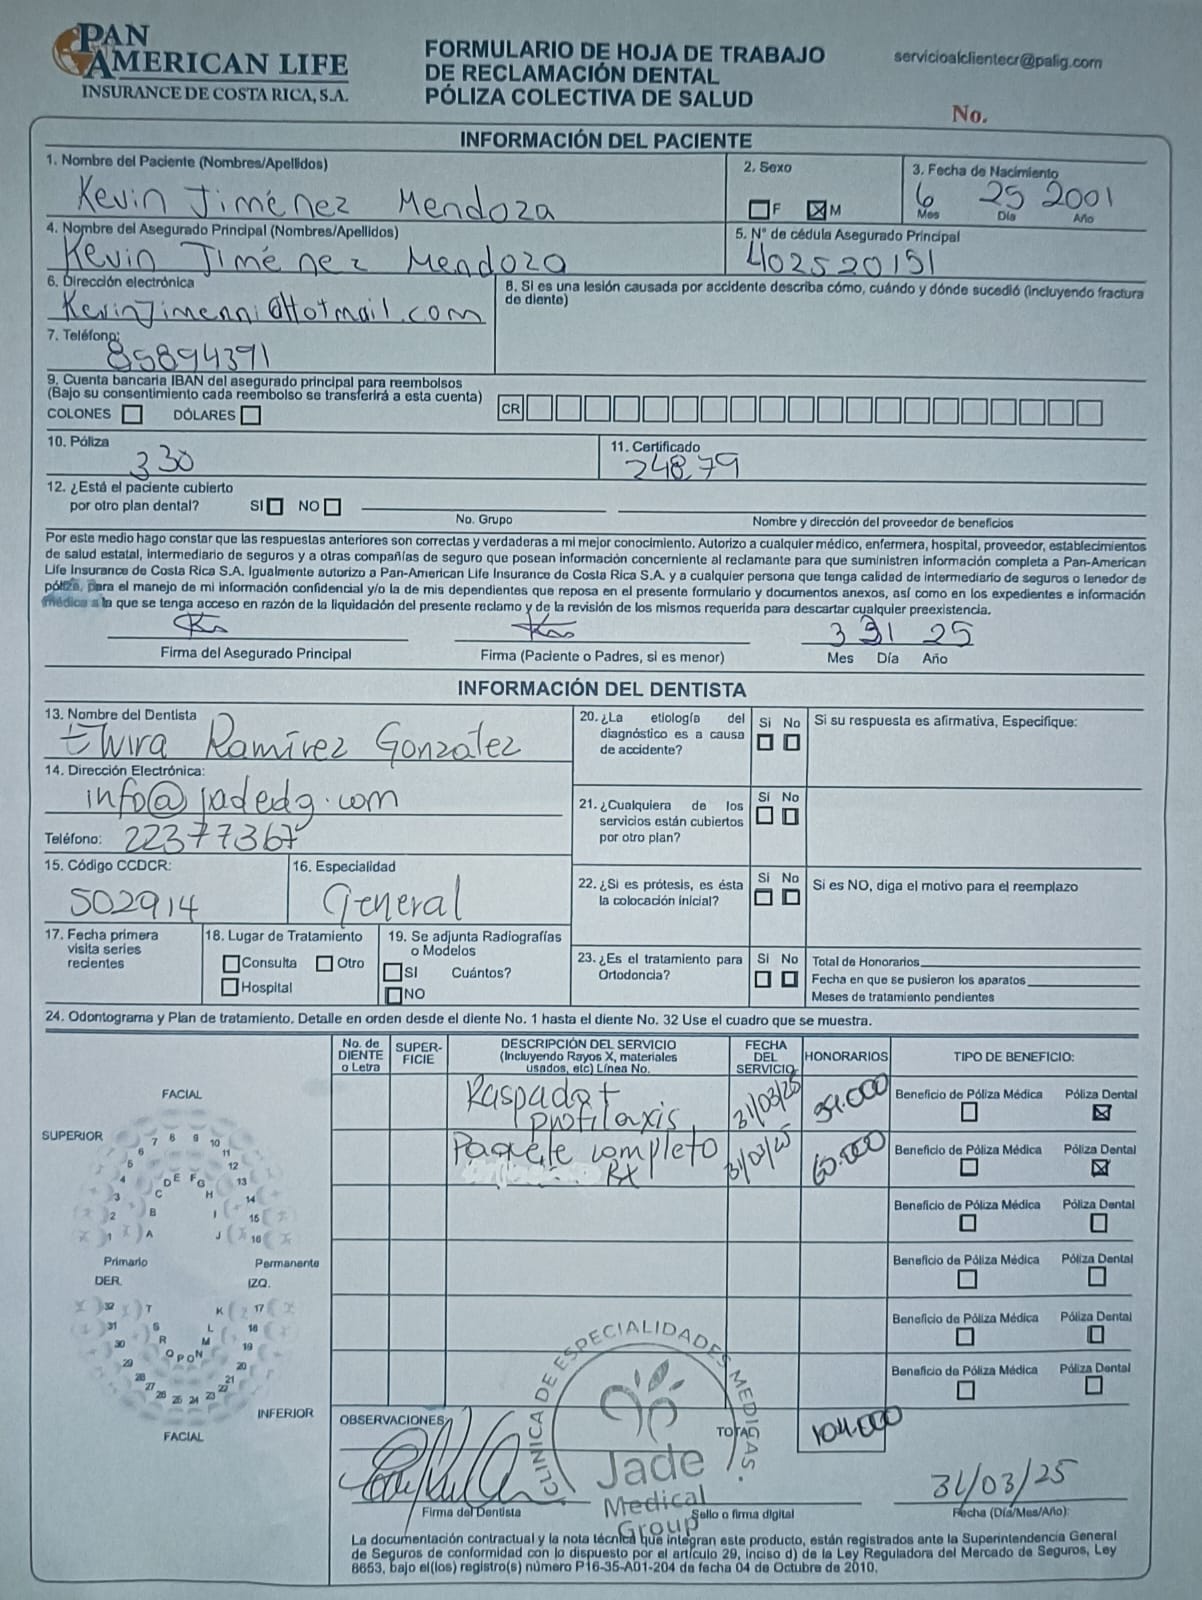 PAN
AMERICAN LIFE
INSURANCE DE COSTA RICA, S.A.
FORMULARIO DE HOJA DE TRABAJO
DE RECLAMACIÓN DENTAL
PÓLIZA COLECTIVA DE SALUD
servicioalclientecr@palig.com
No.
INFORMACIÓN DEL PACIENTE
1. Nombre del Paciente (Nombres/Apellidos)
Kevin Jiménez Mendoza
2. Sexo
F M
3. Fecha de Nacimiento
6 25 2001
Mes Día Año
4. Nombre del Asegurado Principal (Nombres/Apellidos)
Kevin Jiménez Mendoza
5. N° de cédula Asegurado Principal
402520151
6. Dirección electrónica
KevinJimenni@Hotmail.com
7. Teléfono:
85894391
8. Si es una lesión causada por accidente describa cómo, cuándo y dónde sucedió (incluyendo fractura
de diente)
9. Cuenta bancaria IBAN del asegurado principal para reembolsos
(Bajo su consentimiento cada reembolso se transferirá a esta cuenta)
COLONES DÓLARES
CR
10. Póliza
330
11. Certificado
24879
12. ¿Está el paciente cubierto
por otro plan dental? SI NO
No. Grupo
Nombre y dirección del proveedor de beneficios
Por este medio hago constar que las respuestas anteriores son correctas y verdaderas a mi mejor conocimiento. Autorizo a cualquier médico, enfermera, hospital, proveedor, establecimientos
de salud estatal, intermediario de seguros y a otras compañías de seguro que posean información concerniente al reclamante para que suministren información completa a Pan-American
Life Insurance de Costa Rica S.A. Igualmente autorizo a Pan-American Life Insurance de Costa Rica S.A. y a cualquier persona que tenga calidad de intermediario de seguros o tenedor de
póliza, para el manejo de mi información confidencial y/o la de mis dependientes que reposa en el presente formulario y documentos anexos, así como en los expedientes e información
médica a la que se tenga acceso en razón de la liquidación del presente reclamo y de la revisión de los mismos requerida para descartar cualquier preexistencia.
3 31 25
Firma del Asegurado Principal
Firma (Paciente o Padres, si es menor)
Mes Día Año
INFORMACIÓN DEL DENTISTA
13. Nombre del Dentista
Elvira Ramírez González
14. Dirección Electrónica:
info@jadedg.com
Teléfono: 22377367
15. Código CCDCR:
502914
16. Especialidad
General
17. Fecha primera
visita series
recientes
18. Lugar de Tratamiento
Consulta Otro
Hospital
19. Se adjunta Radiografías
o Modelos
SI Cuántos?
NO
20. ¿La etiología del
diagnóstico es a causa
de accidente?
Si No
Si su respuesta es afirmativa, Especifique:
21. ¿Cualquiera de los
servicios están cubiertos
por otro plan?
Si No
22. ¿Si es prótesis, es ésta
la colocación inicial?
Si No
Si es NO, diga el motivo para el reemplazo
23. ¿Es el tratamiento para
Ortodoncia?
Si No
Total de Honorarios
Fecha en que se pusieron los aparatos
Meses de tratamiento pendientes
24. Odontograma y Plan de tratamiento. Detalle en orden desde el diente No. 1 hasta el diente No. 32 Use el cuadro que se muestra.
No. de
DIENTE
o Letra
SUPER-
FICIE
DESCRIPCIÓN DEL SERVICIO
(Incluyendo Rayos X, materiales
usados, etc) Línea No.
FECHA
DEL
SERVICIO
HONORARIOS
TIPO DE BENEFICIO:
Raspado +
profilaxis
31/03/25
Beneficio de Póliza Médica Póliza Dental
Paquete completo
RX
31/03/25
60.000
Beneficio de Póliza Médica Póliza Dental
Beneficio de Póliza Médica Póliza Dental
Beneficio de Póliza Médica Póliza Dental
Beneficio de Póliza Médica Póliza Dental
Beneficio de Póliza Médica Póliza Dental
FACIAL
SUPERIOR
1 2 3 4 5 6 7 8 9 10 11 12 13 14 15 16
A B C D E F G H I J
Primario Permanente
DER. IZQ.
32 31 30 29 28 27 26 25 24 23 22 21 20 19 18 17
T S R Q P O N M L K
INFERIOR
FACIAL
OBSERVACIONES
TOTAL
104.000
CLINICA DE ESPECIALIDADES MEDICAS.
Jade
Medical
Group
31/03/25
Firma del Dentista
Sello o firma digital
Fecha (Día/Mes/Año):
La documentación contractual y la nota técnica que integran este producto, están registrados ante la Superintendencia General
de Seguros de conformidad con lo dispuesto por el artículo 29, inciso d) de la Ley Reguladora del Mercado de Seguros, Ley
8653, bajo el(los) registro(s) número P16-35-A01-204 de fecha 04 de Octubre de 2010.